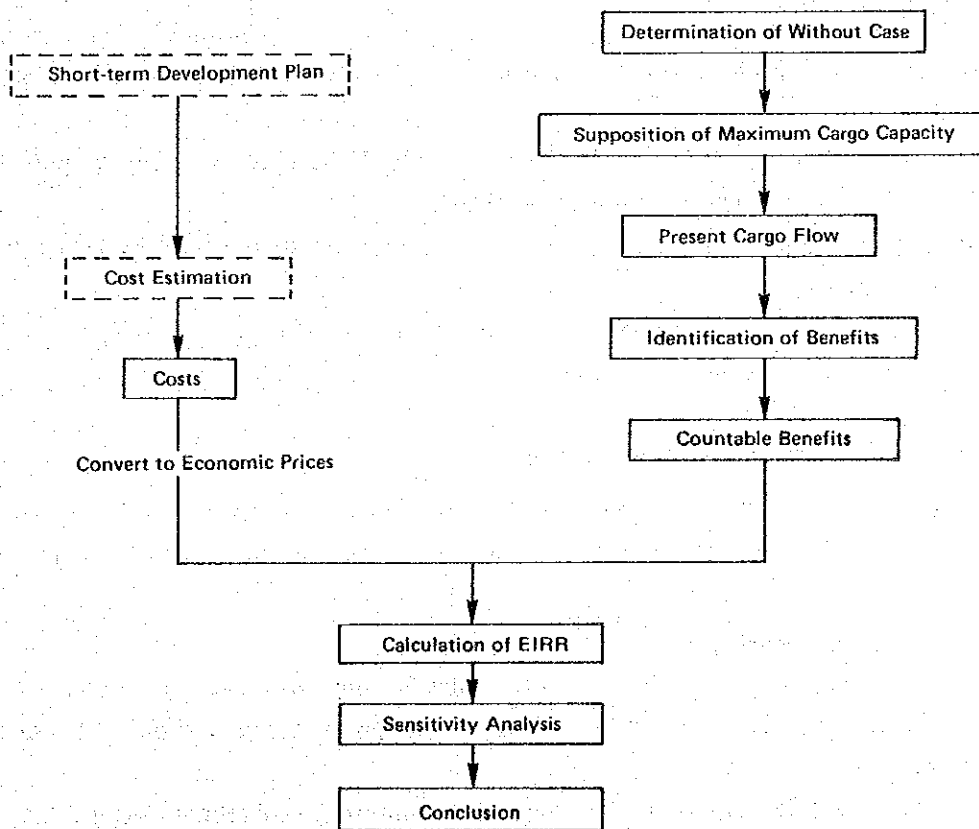 Short-term Development Plan
Cost Estimation
Costs
Convert to Economic Prices
Determination of Without Case
Supposition of Maximum Cargo Capacity
Present Cargo Flow
Identification of Benefits
Countable Benefits
Calculation of EIRR
Sensitivity Analysis
Conclusion